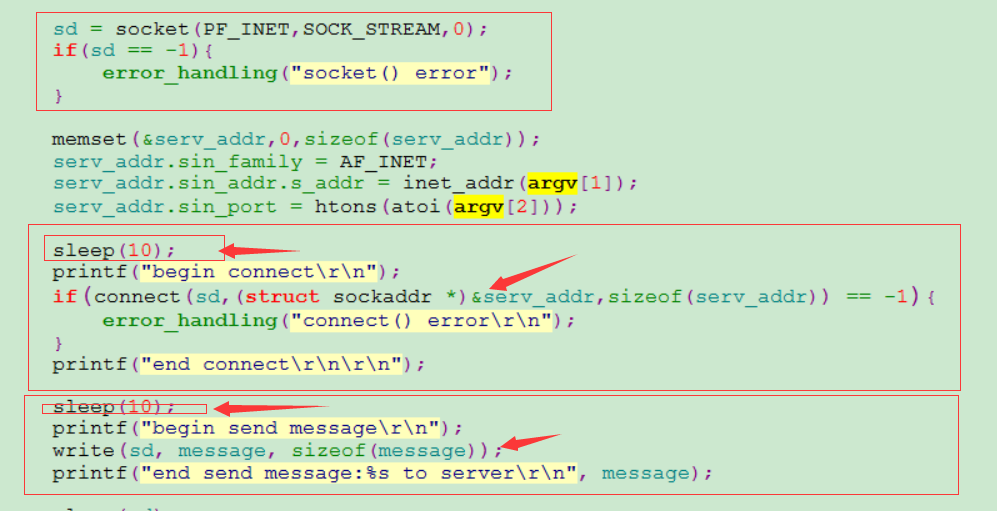 sd = socket(PF_INET,SOCK_STREAM,0);
if(sd == -1){
    error_handling("socket() error");
}
memset(&serv_addr,0,sizeof(serv_addr));
serv_addr.sin_family = AF_INET;
serv_addr.sin_addr.s_addr = inet_addr(argv[1]);
serv_addr.sin_port = htons(atoi(argv[2]));
sleep(10);
printf("begin connect\r\n");
if(connect(sd,(struct sockaddr *)&serv_addr,sizeof(serv_addr)) == -1){
    error_handling("connect() error\r\n");
}
printf("end connect\r\n\r\n");
sleep(10);
printf("begin send message\r\n");
write(sd, message, sizeof(message));
printf("end send message:%s to server\r\n", message);